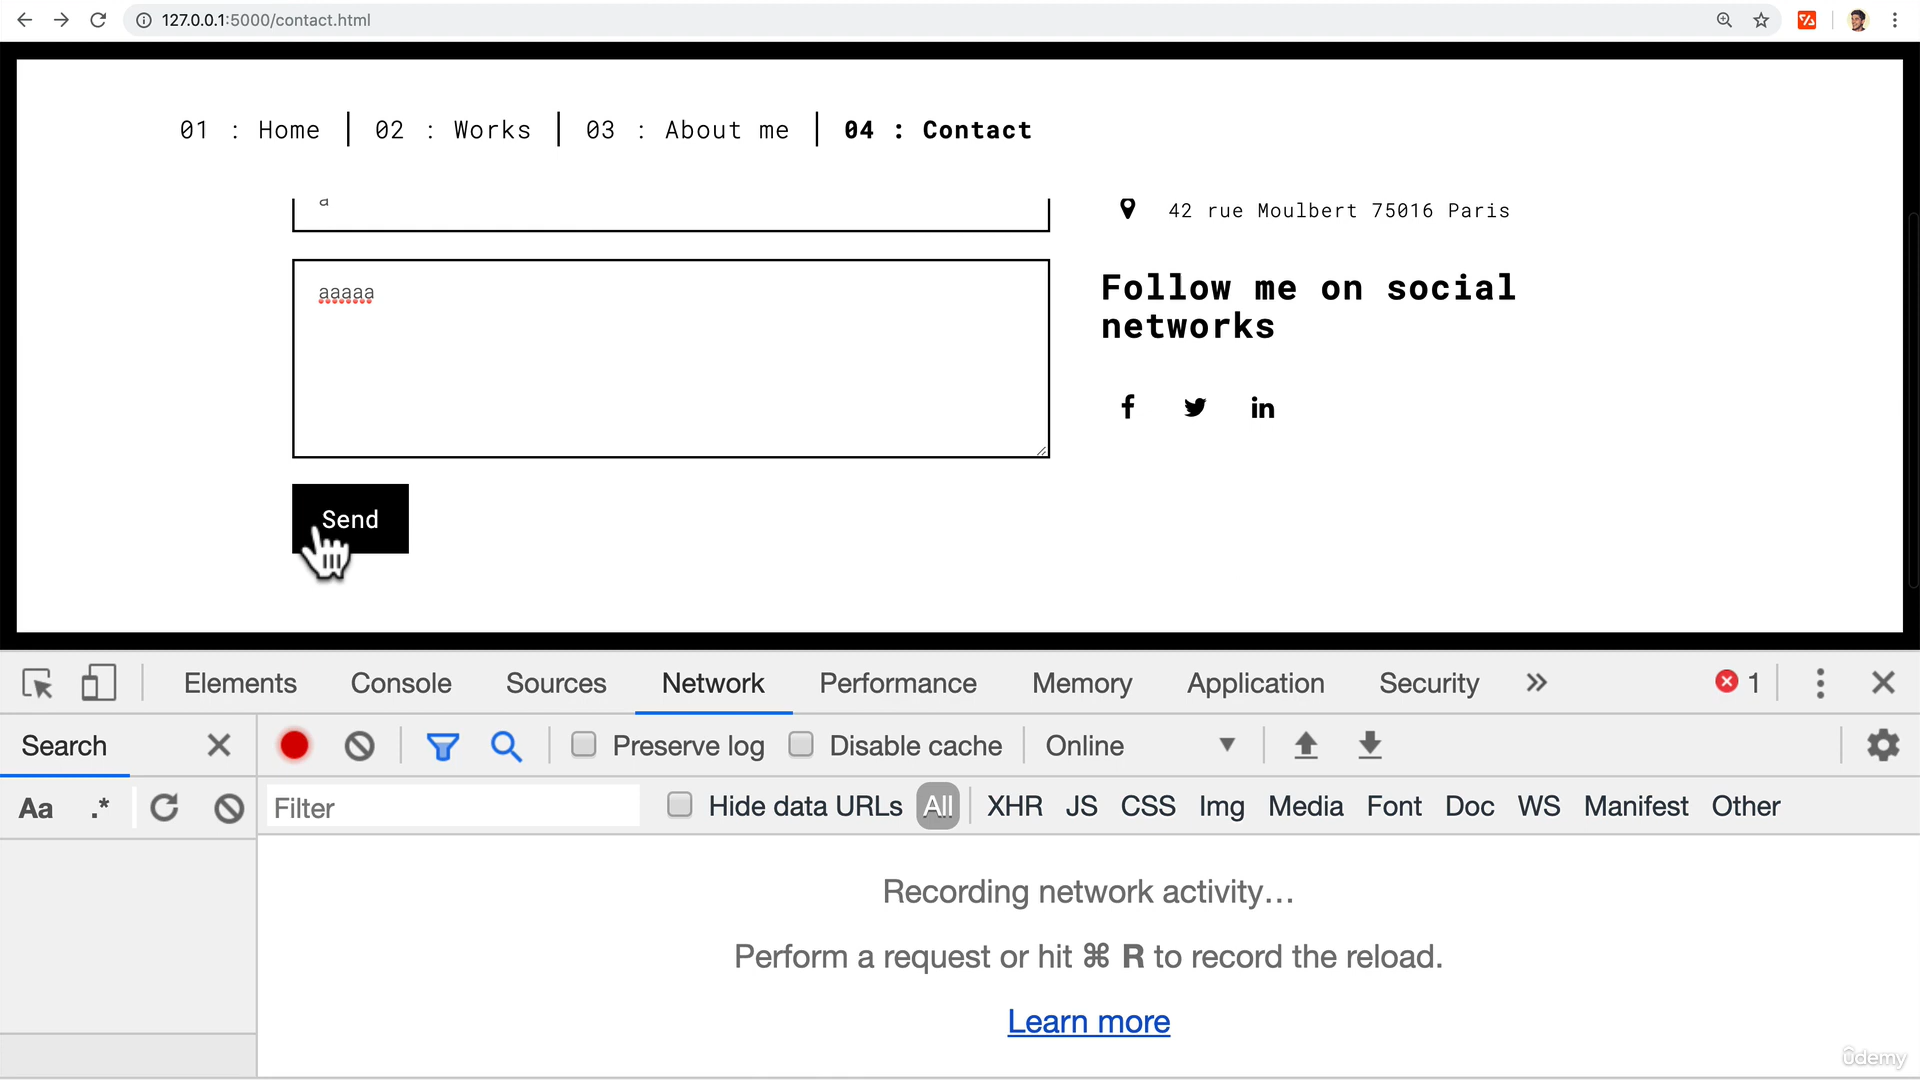 127.0.0.1:5000/contact.html
01 : Home | 02 : Works | 03 : About me | 04 : Contact
a
42 rue Moulbert 75016 Paris
aaaaa
Follow me on social
networks
Send
Elements Console Sources Network Performance Memory Application Security » 1
Search
Preserve log Disable cache Online
Aa .* Filter Hide data URLs All XHR JS CSS Img Media Font Doc WS Manifest Other
Recording network activity…
Perform a request or hit ⌘ R to record the reload.
Learn more
ûdemy